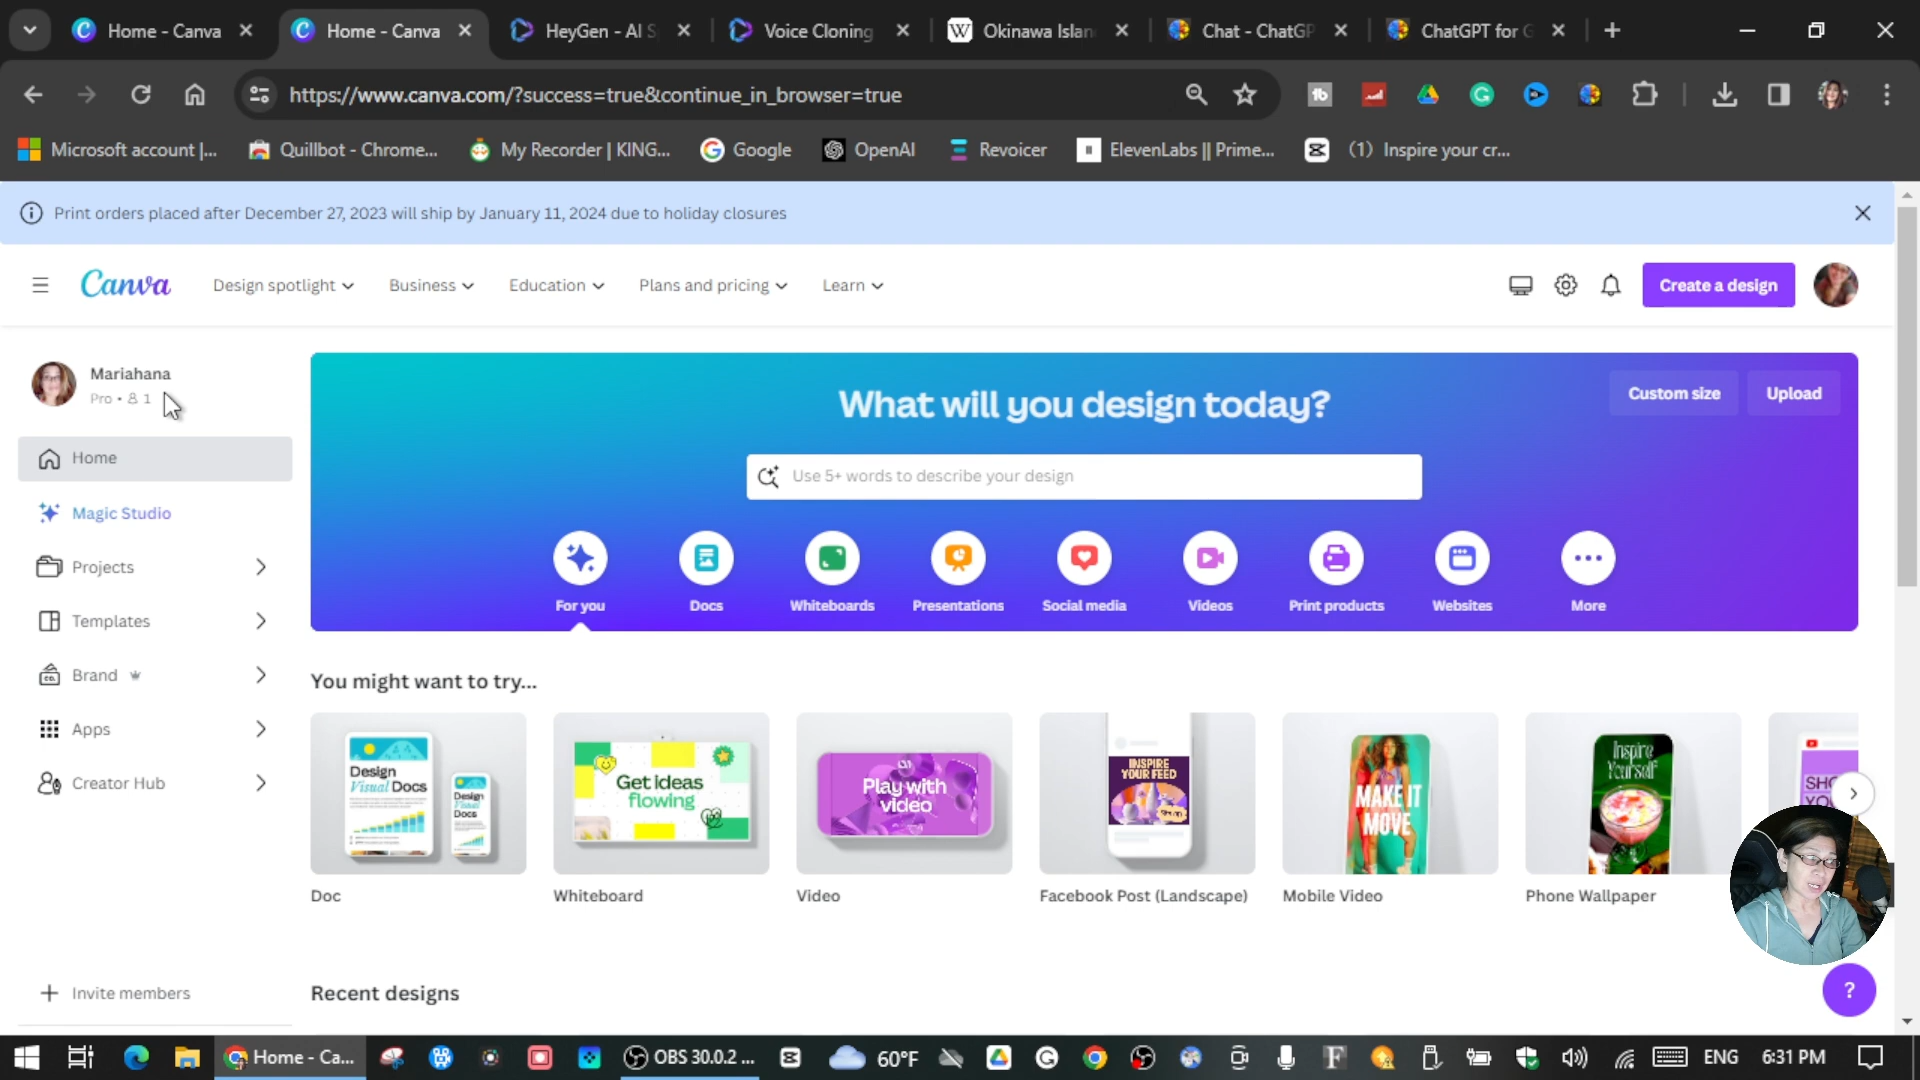 Home - Canva
Home - Canva
HeyGen - AI S
Voice Cloning
Okinawa Islan
Chat - ChatGP
ChatGPT for G
https://www.canva.com/?success=true&continue_in_browser=true
Microsoft account |...
Quillbot - Chrome...
My Recorder | KING...
Google
OpenAI
Revoicer
ElevenLabs || Prime...
(1) Inspire your cr...
Print orders placed after December 27, 2023 will ship by January 11, 2024 due to holiday closures
Canva
Design spotlight
Business
Education
Plans and pricing
Learn
Create a design
Mariahana
Pro • 1
What will you design today?
Custom size
Upload
Use 5+ words to describe your design
Home
Magic Studio
Projects
Templates
Brand
Apps
Creator Hub
For you
Docs
Whiteboards
Presentations
Social media
Videos
Print products
Websites
More
You might want to try...
Design
Visual Docs
Design
Visual
Docs
Get ideas
flowing
Play with
video
INSPIRE
YOUR FEED
MAKE IT
MOVE
Inspire
Yourself
Doc
Whiteboard
Video
Facebook Post (Landscape)
Mobile Video
Phone Wallpaper
Invite members
Recent designs
?
Home - Ca...
OBS 30.0.2 ...
60°F
ENG
6:31 PM